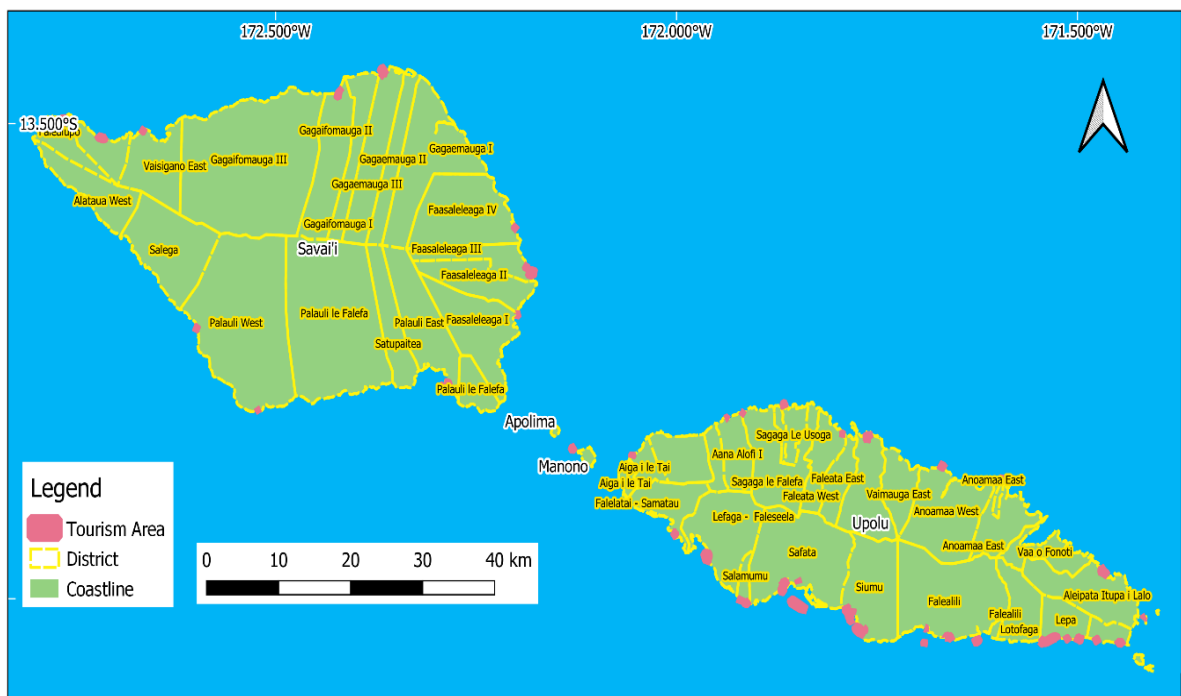 172.500°W
172.000°W
171.500°W
13.500°S
Falealupo
Vaisigano East
Gagaifomauga III
Gagaifomauga II
Gagaemauga II
Gagaemauga I
Gagaemauga III
Alataua West
Faasaleleaga IV
Gagaifomauga I
Salega
Savai'i
Faasaleleaga III
Faasaleleaga II
Palauli le Falefa
Palauli West
Palauli East
Faasaleleaga I
Satupaitea
Palauli le Falefa
Apolima
Manono
Sagaga Le Usoga
Aana Alofi I
Aiga i le Tai
Aiga i le Tai
Sagaga le Falefa
Faleata East
Faleata West
Vaimauga East
Anoamaa East
Falelatai - Samatau
Lefaga - Faleseela
Upolu
Anoamaa West
Anoamaa East
Vaa o Fonoti
Safata
Salamumu
Siumu
Falealili
Aleipata Itupa i Lalo
Falealili
Lotofaga
Lepa
Legend
Tourism Area
District
Coastline
0 10 20 30 40 km